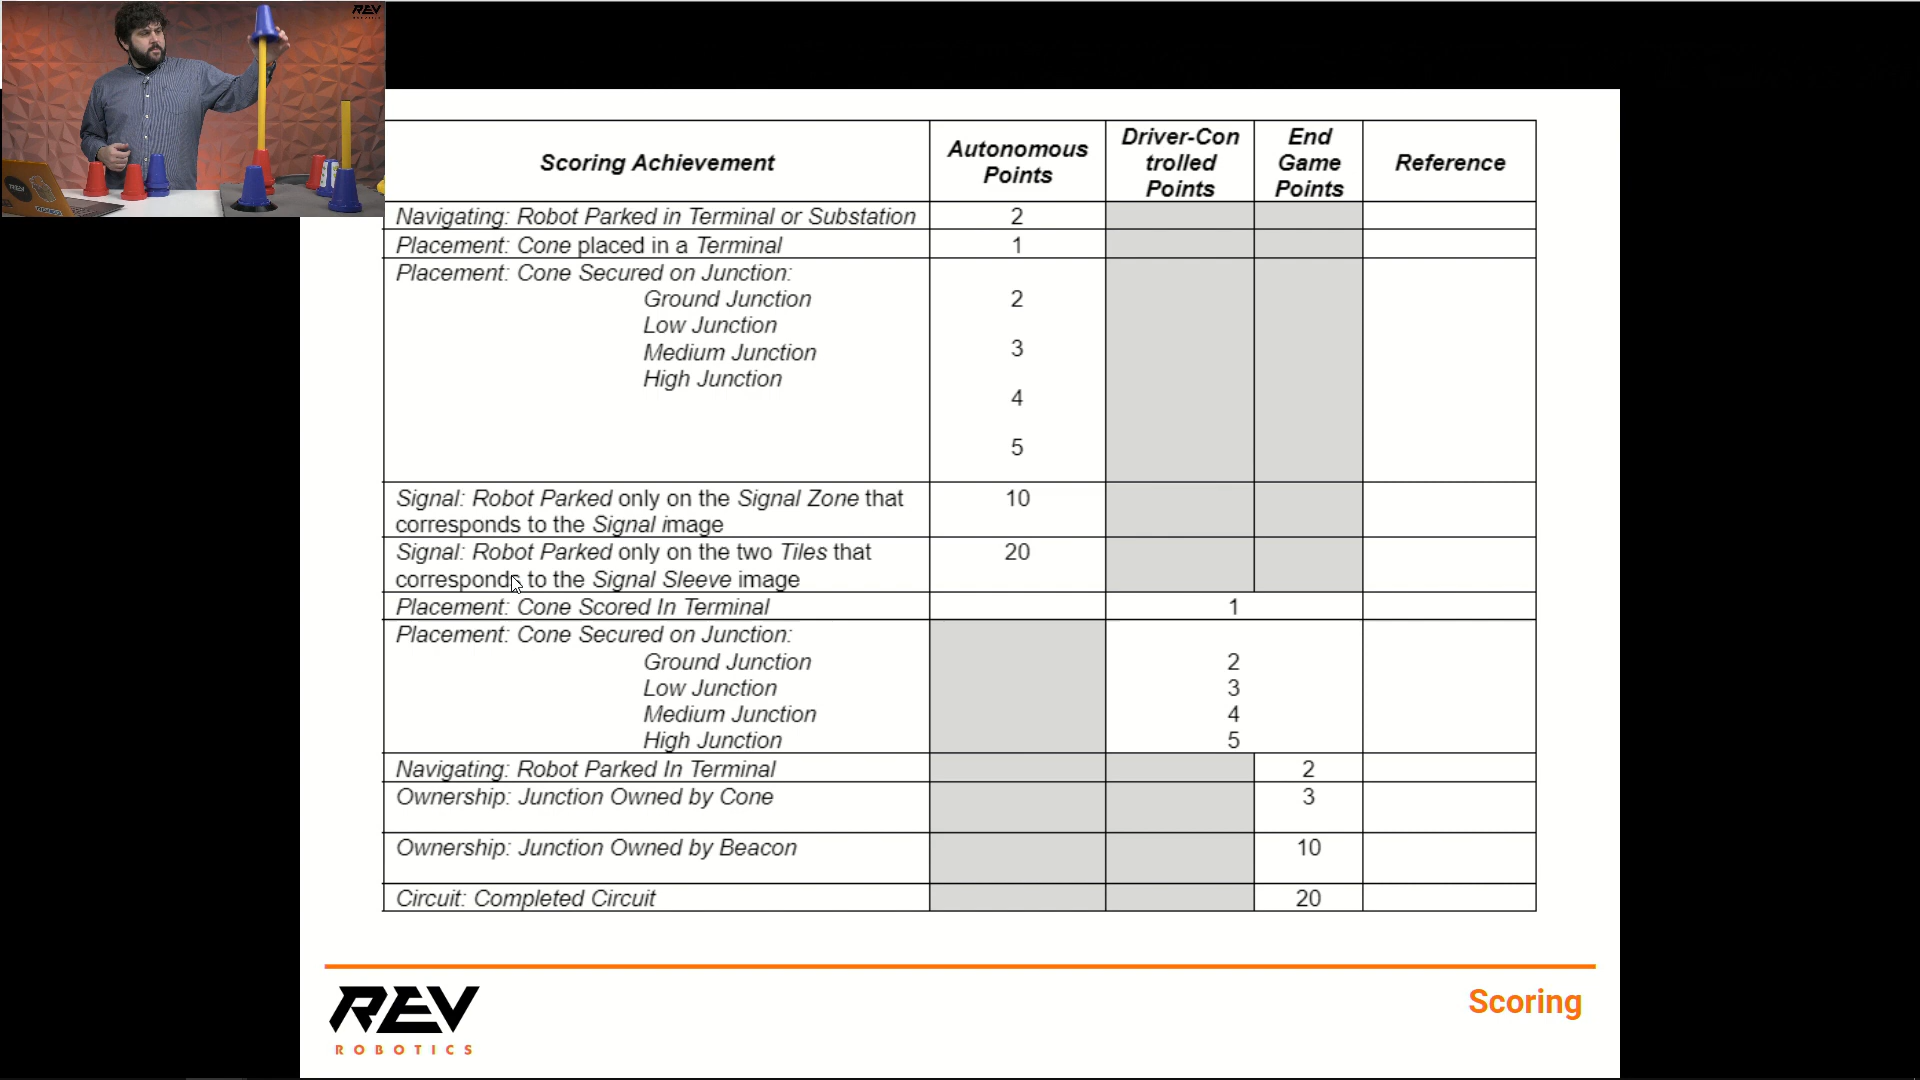 REV
Scoring Achievement
Autonomous
Points
Driver-Con
trolled
Points
End
Game
Points
Reference
Navigating: Robot Parked in Terminal or Substation 2
Placement: Cone placed in a Terminal 1
Placement: Cone Secured on Junction:
Ground Junction 2
Low Junction 3
Medium Junction 4
High Junction 5
Signal: Robot Parked only on the Signal Zone that 10
corresponds to the Signal image
Signal: Robot Parked only on the two Tiles that 20
corresponds to the Signal Sleeve image
Placement: Cone Scored In Terminal 1
Placement: Cone Secured on Junction:
Ground Junction 2
Low Junction 3
Medium Junction 4
High Junction 5
Navigating: Robot Parked In Terminal 2
Ownership: Junction Owned by Cone 3
Ownership: Junction Owned by Beacon 10
Circuit: Completed Circuit 20
REV
ROBOTICS
Scoring